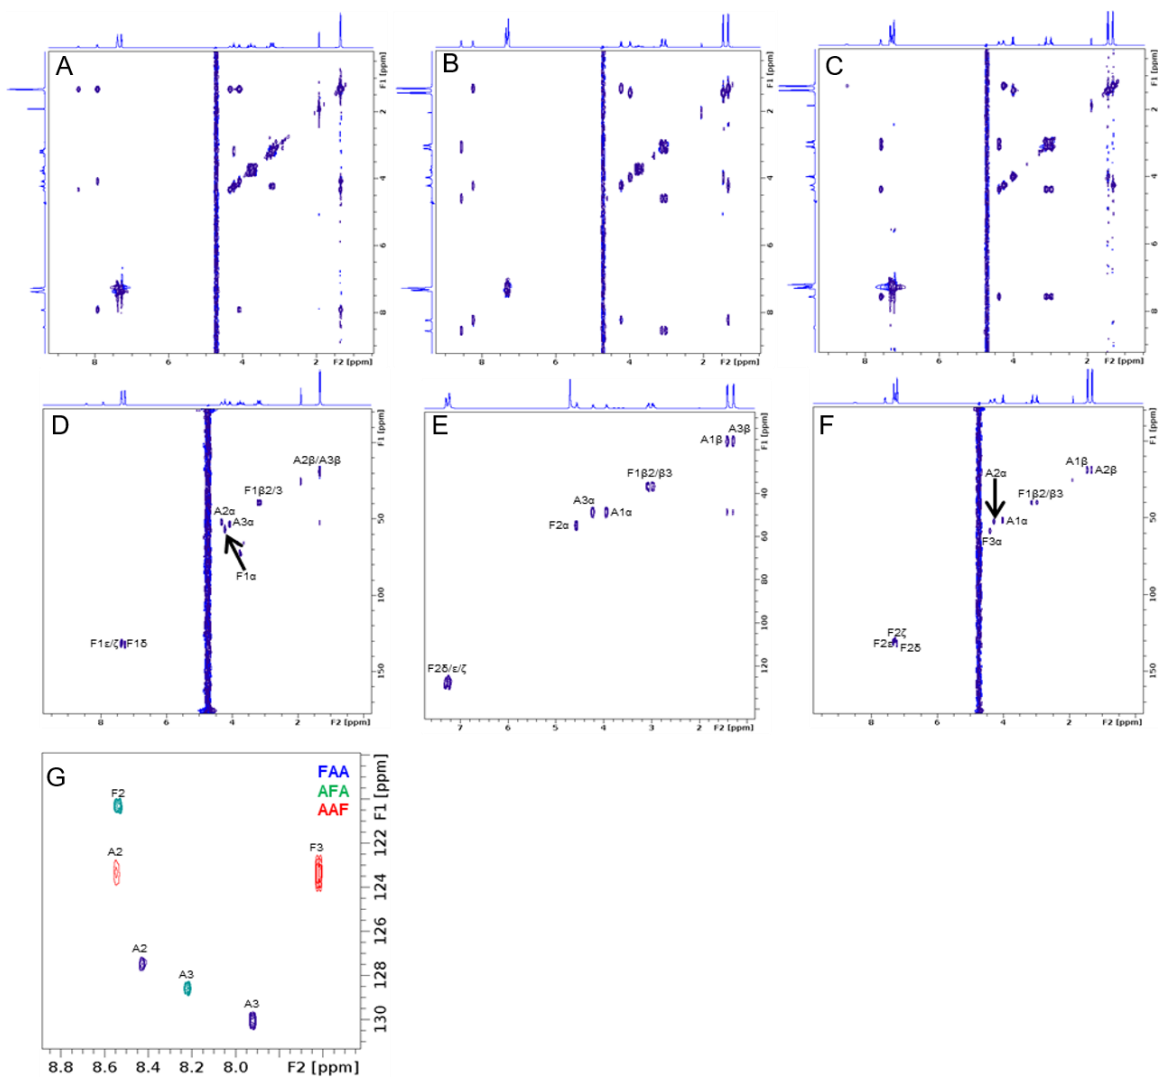 A
B
C
F1 [ppm]
F1 [ppm]
F1 [ppm]
2
4
6
8
2
4
6
8
2
4
6
8
8
6
4
2
F2 [ppm]
8
6
4
2
F2 [ppm]
8
6
4
2
F2 [ppm]
D
A2β/A3β
F1β2/3
A2α
A3α
F1α
F1ε/ζ
F1δ
F1 [ppm]
50
100
150
8
6
4
2
F2 [ppm]
E
A3β
A1β
F1β2/β3
A3α
A1α
F2α
F2δ/ε/ζ
F1 [ppm]
40
60
80
100
120
7
6
5
4
3
2
F2 [ppm]
F
A1β
A2β
A2α
F1β2/β3
A1α
F3α
F2ζ
F2ε
F2δ
F1 [ppm]
50
100
150
8
6
4
2
F2 [ppm]
G
FAA
AFA
AAF
F2
A2
F3
A2
A3
A3
F1 [ppm]
122
124
126
128
130
8.8
8.6
8.4
8.2
8.0
F2 [ppm]